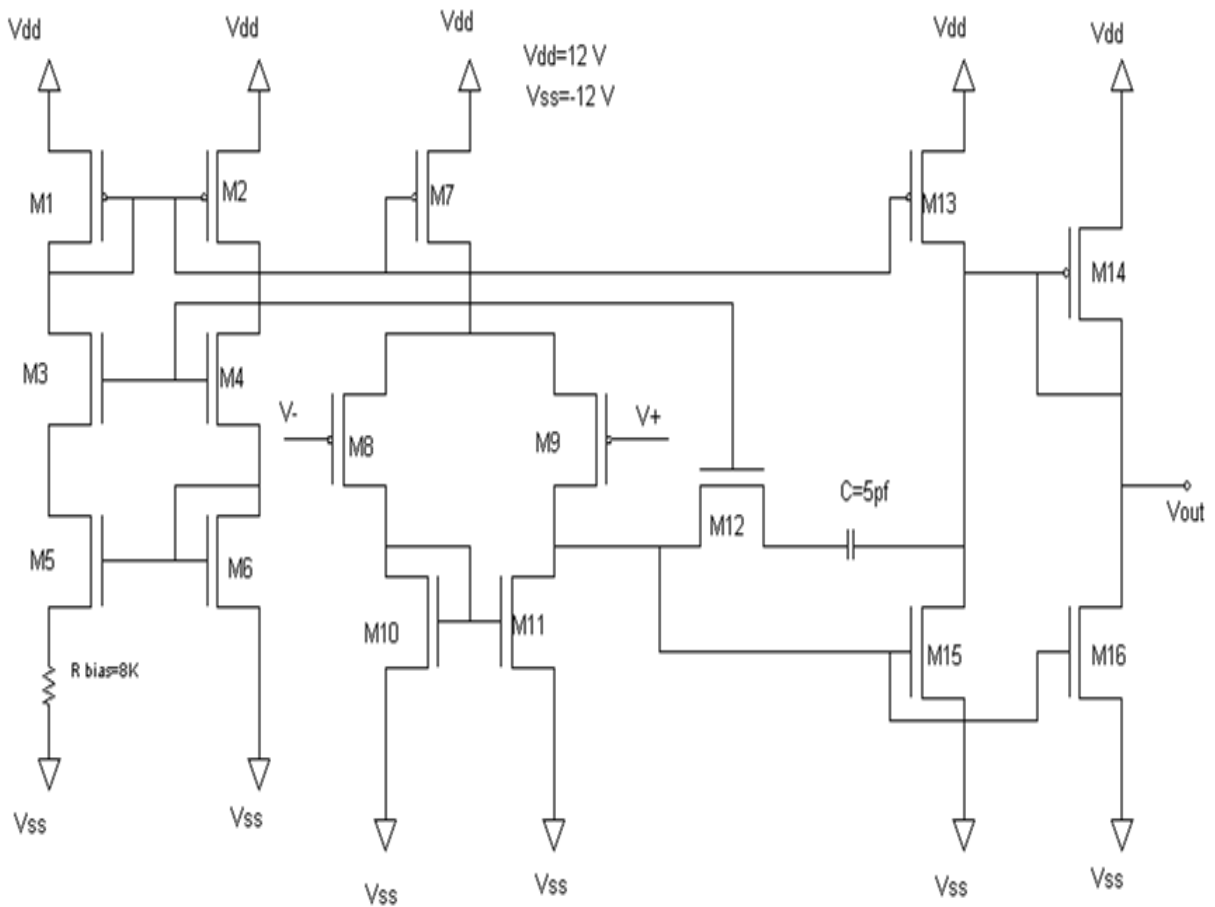 Vdd
Vdd
Vdd
Vdd
Vdd
Vdd=12 V
Vss=-12 V
M1
M2
M7
M13
M14
M3
M4
V-
M8
M9
V+
M12
C=5pf
Vout
M5
M6
M10
M11
M15
M16
R bias=8K
Vss
Vss
Vss
Vss
Vss
Vss